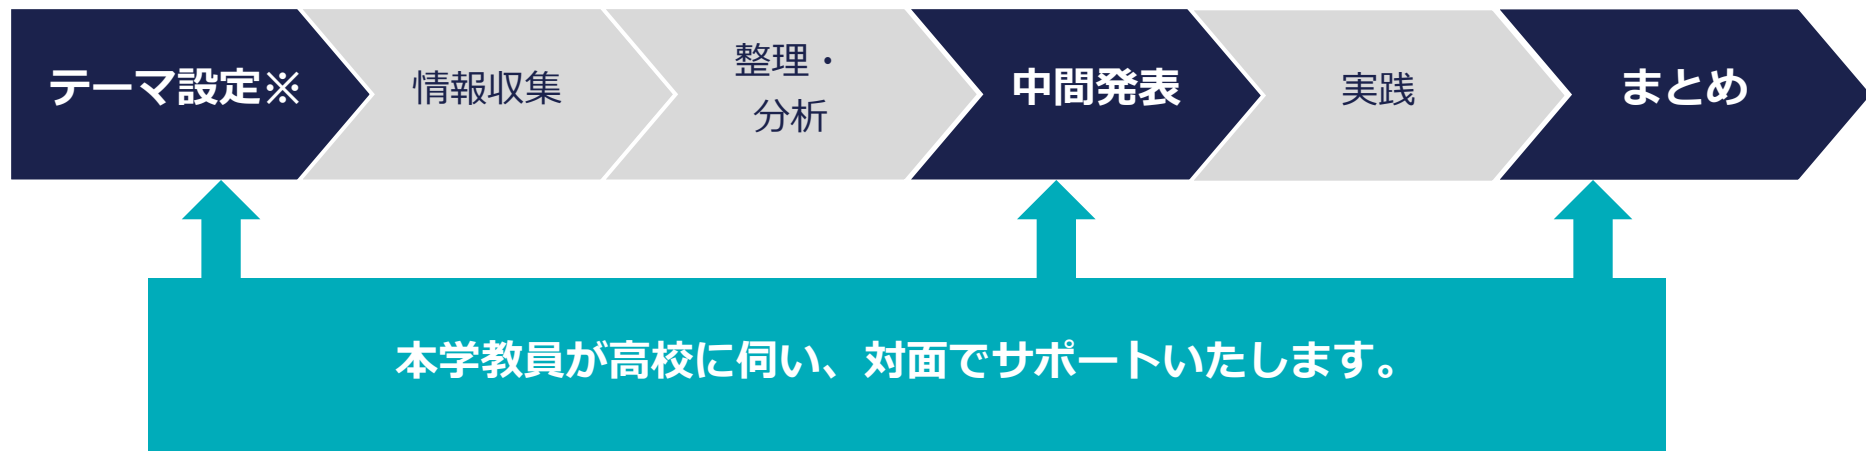 テーマ設定※
情報収集
整理・
分析
中間発表
実践
まとめ
本学教員が高校に伺い、対面でサポートいたします。